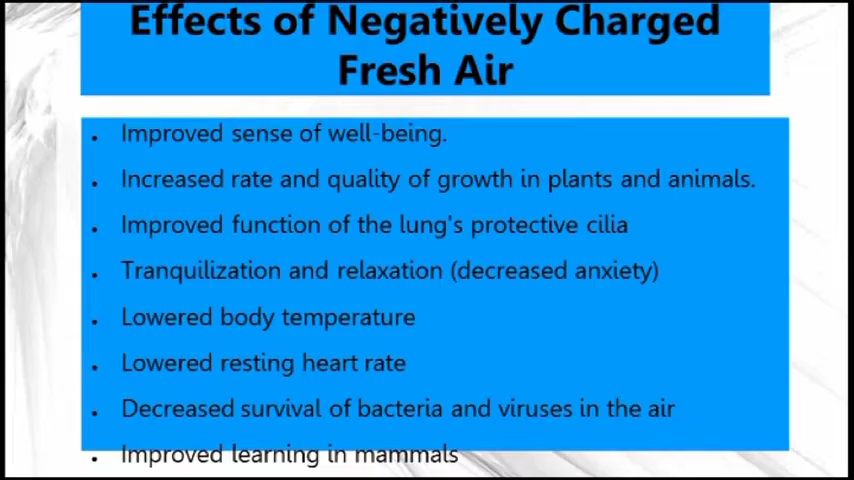 Effects of Negatively Charged
Fresh Air
• Improved sense of well-being.
• Increased rate and quality of growth in plants and animals.
• Improved function of the lung's protective cilia
• Tranquilization and relaxation (decreased anxiety)
• Lowered body temperature
• Lowered resting heart rate
• Decreased survival of bacteria and viruses in the air
• Improved learning in mammals